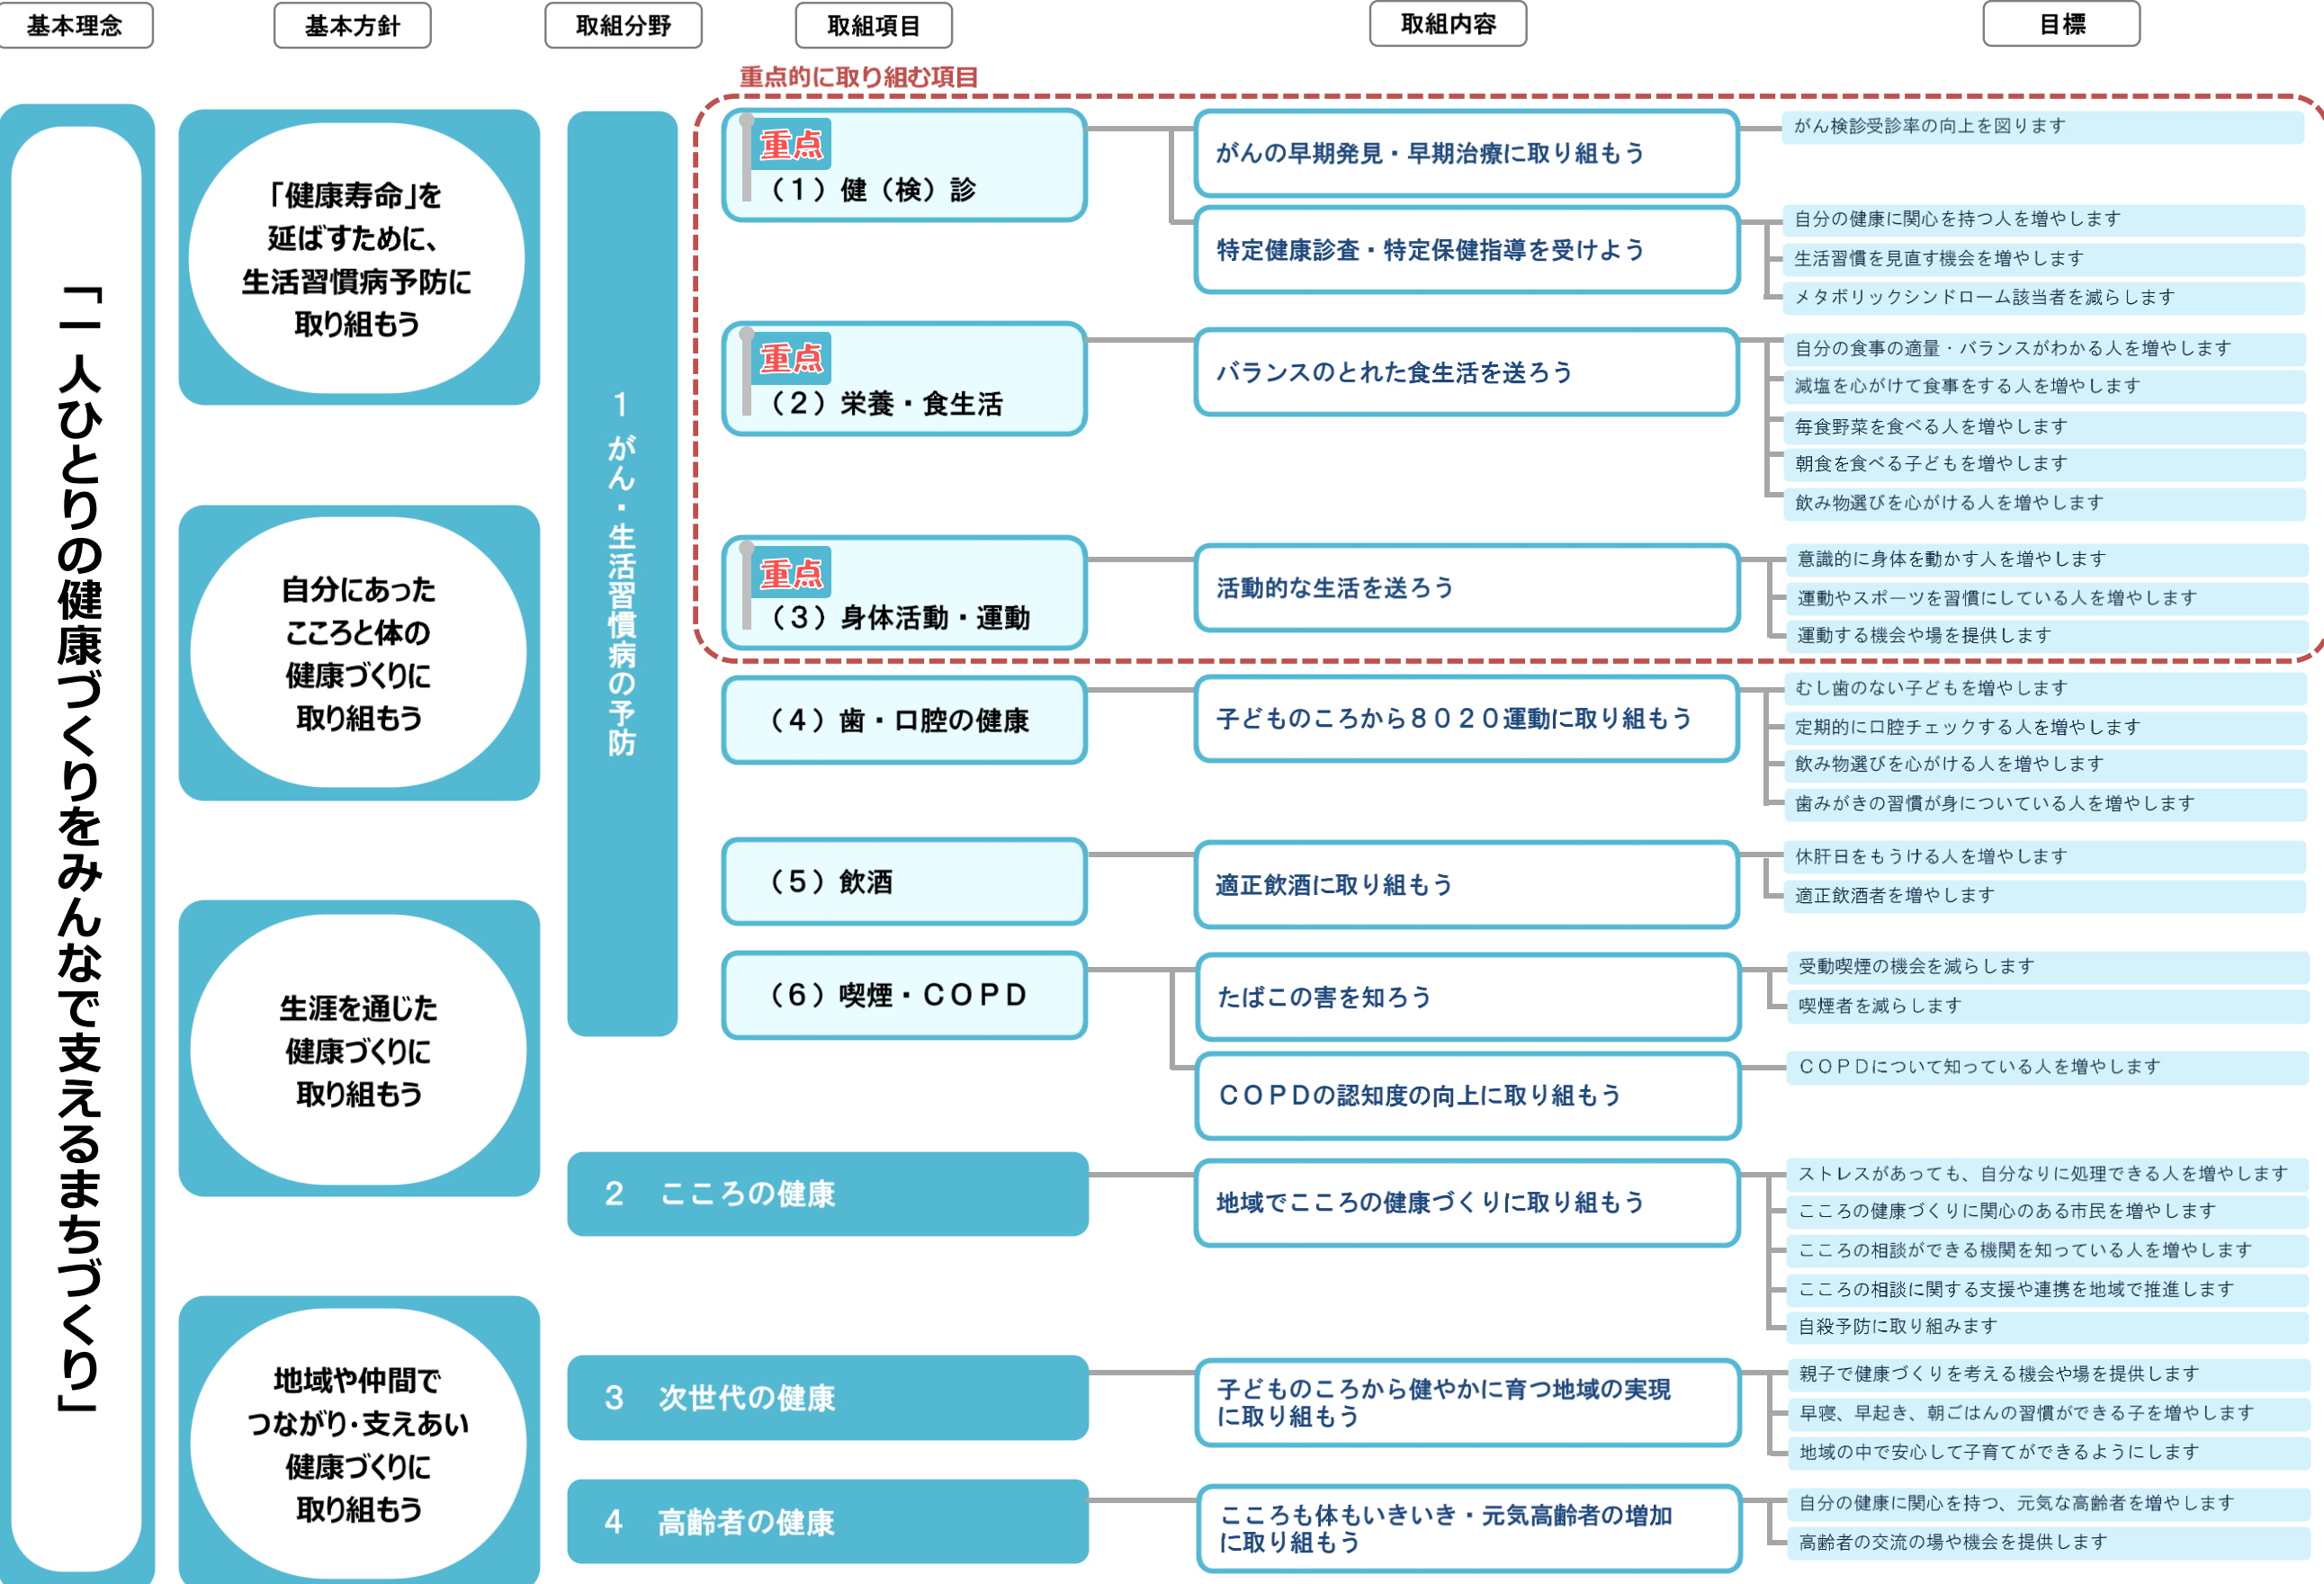 基本理念
基本方針
取組分野
取組項目
取組内容
目標
「一人ひとりの健康づくりをみんなで支えるまちづくり」
「健康寿命」を
延ばすために、
生活習慣病予防に
取り組もう
自分にあった
こころと体の
健康づくりに
取り組もう
生涯を通じた
健康づくりに
取り組もう
地域や仲間で
つながり・支えあい
健康づくりに
取り組もう
1 がん・生活習慣病の予防
重点的に取り組む項目
重点
（１）健（検）診
がんの早期発見・早期治療に取り組もう
がん検診受診率の向上を図ります
特定健康診査・特定保健指導を受けよう
自分の健康に関心を持つ人を増やします
生活習慣を見直す機会を増やします
メタボリックシンドローム該当者を減らします
重点
（２）栄養・食生活
バランスのとれた食生活を送ろう
自分の食事の適量・バランスがわかる人を増やします
減塩を心がけて食事をする人を増やします
毎食野菜を食べる人を増やします
朝食を食べる子どもを増やします
飲み物選びを心がける人を増やします
重点
（３）身体活動・運動
活動的な生活を送ろう
意識的に身体を動かす人を増やします
運動やスポーツを習慣にしている人を増やします
運動する機会や場を提供します
（４）歯・口腔の健康
子どものころから８０２０運動に取り組もう
むし歯のない子どもを増やします
定期的に口腔チェックする人を増やします
飲み物選びを心がける人を増やします
歯みがきの習慣が身についている人を増やします
（５）飲酒
適正飲酒に取り組もう
休肝日をもうける人を増やします
適正飲酒者を増やします
（６）喫煙・ＣＯＰＤ
たばこの害を知ろう
受動喫煙の機会を減らします
喫煙者を減らします
ＣＯＰＤの認知度の向上に取り組もう
ＣＯＰＤについて知っている人を増やします
２　こころの健康
地域でこころの健康づくりに取り組もう
ストレスがあっても、自分なりに処理できる人を増やします
こころの健康づくりに関心のある市民を増やします
こころの相談ができる機関を知っている人を増やします
こころの相談に関する支援や連携を地域で推進します
自殺予防に取り組みます
３　次世代の健康
子どものころから健やかに育つ地域の実現
に取り組もう
親子で健康づくりを考える機会や場を提供します
早寝、早起き、朝ごはんの習慣ができる子を増やします
地域の中で安心して子育てができるようにします
４　高齢者の健康
こころも体もいきいき・元気高齢者の増加
に取り組もう
自分の健康に関心を持つ、元気な高齢者を増やします
高齢者の交流の場や機会を提供します